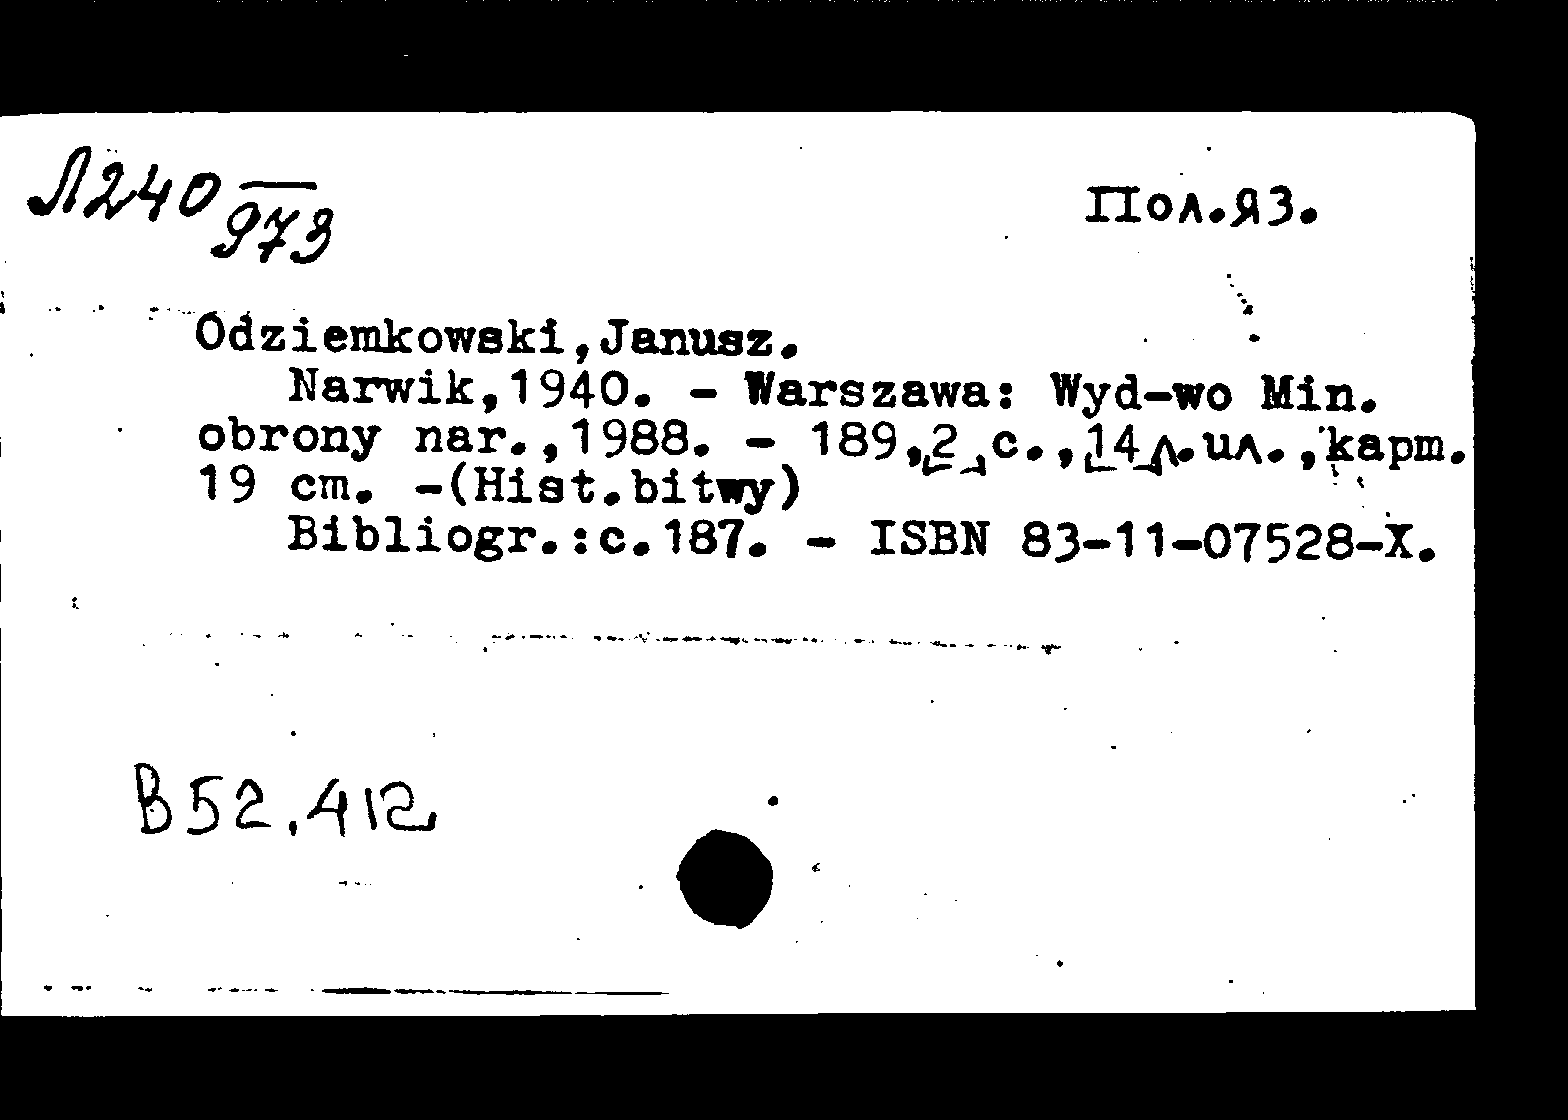 Л240
973
Пол.яз.
Odziemkowski,Janusz.
Narwik,1940. - Warszawa: Wyd-wo Min.
obrony nar.,1988. - 189,[2] c.,[14]л.ил.,карт.
19 cm. -(Hist.bitwy)
Bibliogr.:c.187. - ISBN 83-11-07528-X.
B52.412